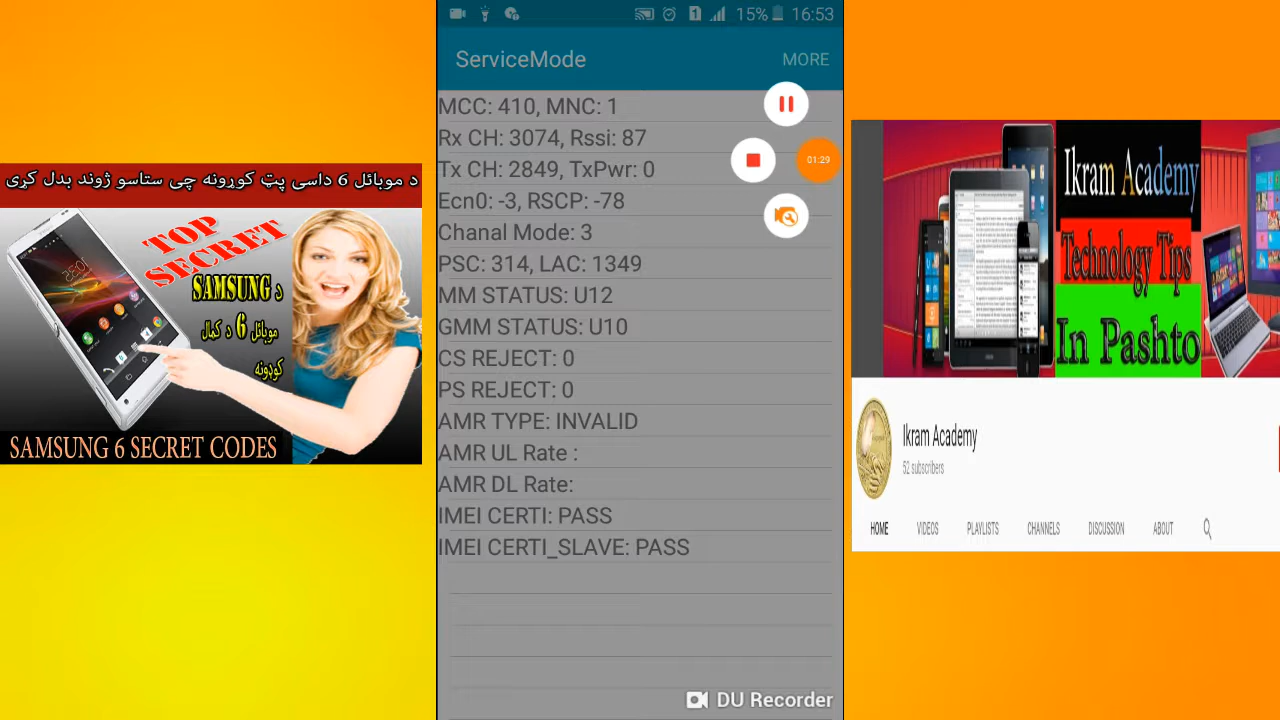 د موبائل 6 داسی پټ کوډونه چی ستاسو ژوند بدل کړی
TOP
SECRET
د SAMSUNG
موبائل 6 د کمال
کوډونه
SAMSUNG 6 SECRET CODES
1 15% 16:53
ServiceMode
MORE
MCC: 410, MNC: 1
Rx CH: 3074, Rssi: 87
Tx CH: 2849, TxPwr: 0
01:29
Ecn0: -3, RSCP: -78
Chanal Mode: 3
PSC: 314, LAC: 1349
MM STATUS: U12
GMM STATUS: U10
CS REJECT: 0
PS REJECT: 0
AMR TYPE: INVALID
AMR UL Rate :
AMR DL Rate:
IMEI CERTI: PASS
IMEI CERTI_SLAVE: PASS
DU Recorder
Ikram Academy
Technology Tips
In Pashto
Ikram Academy
52 subscribers
HOME VIDEOS PLAYLISTS CHANNELS DISCUSSION ABOUT